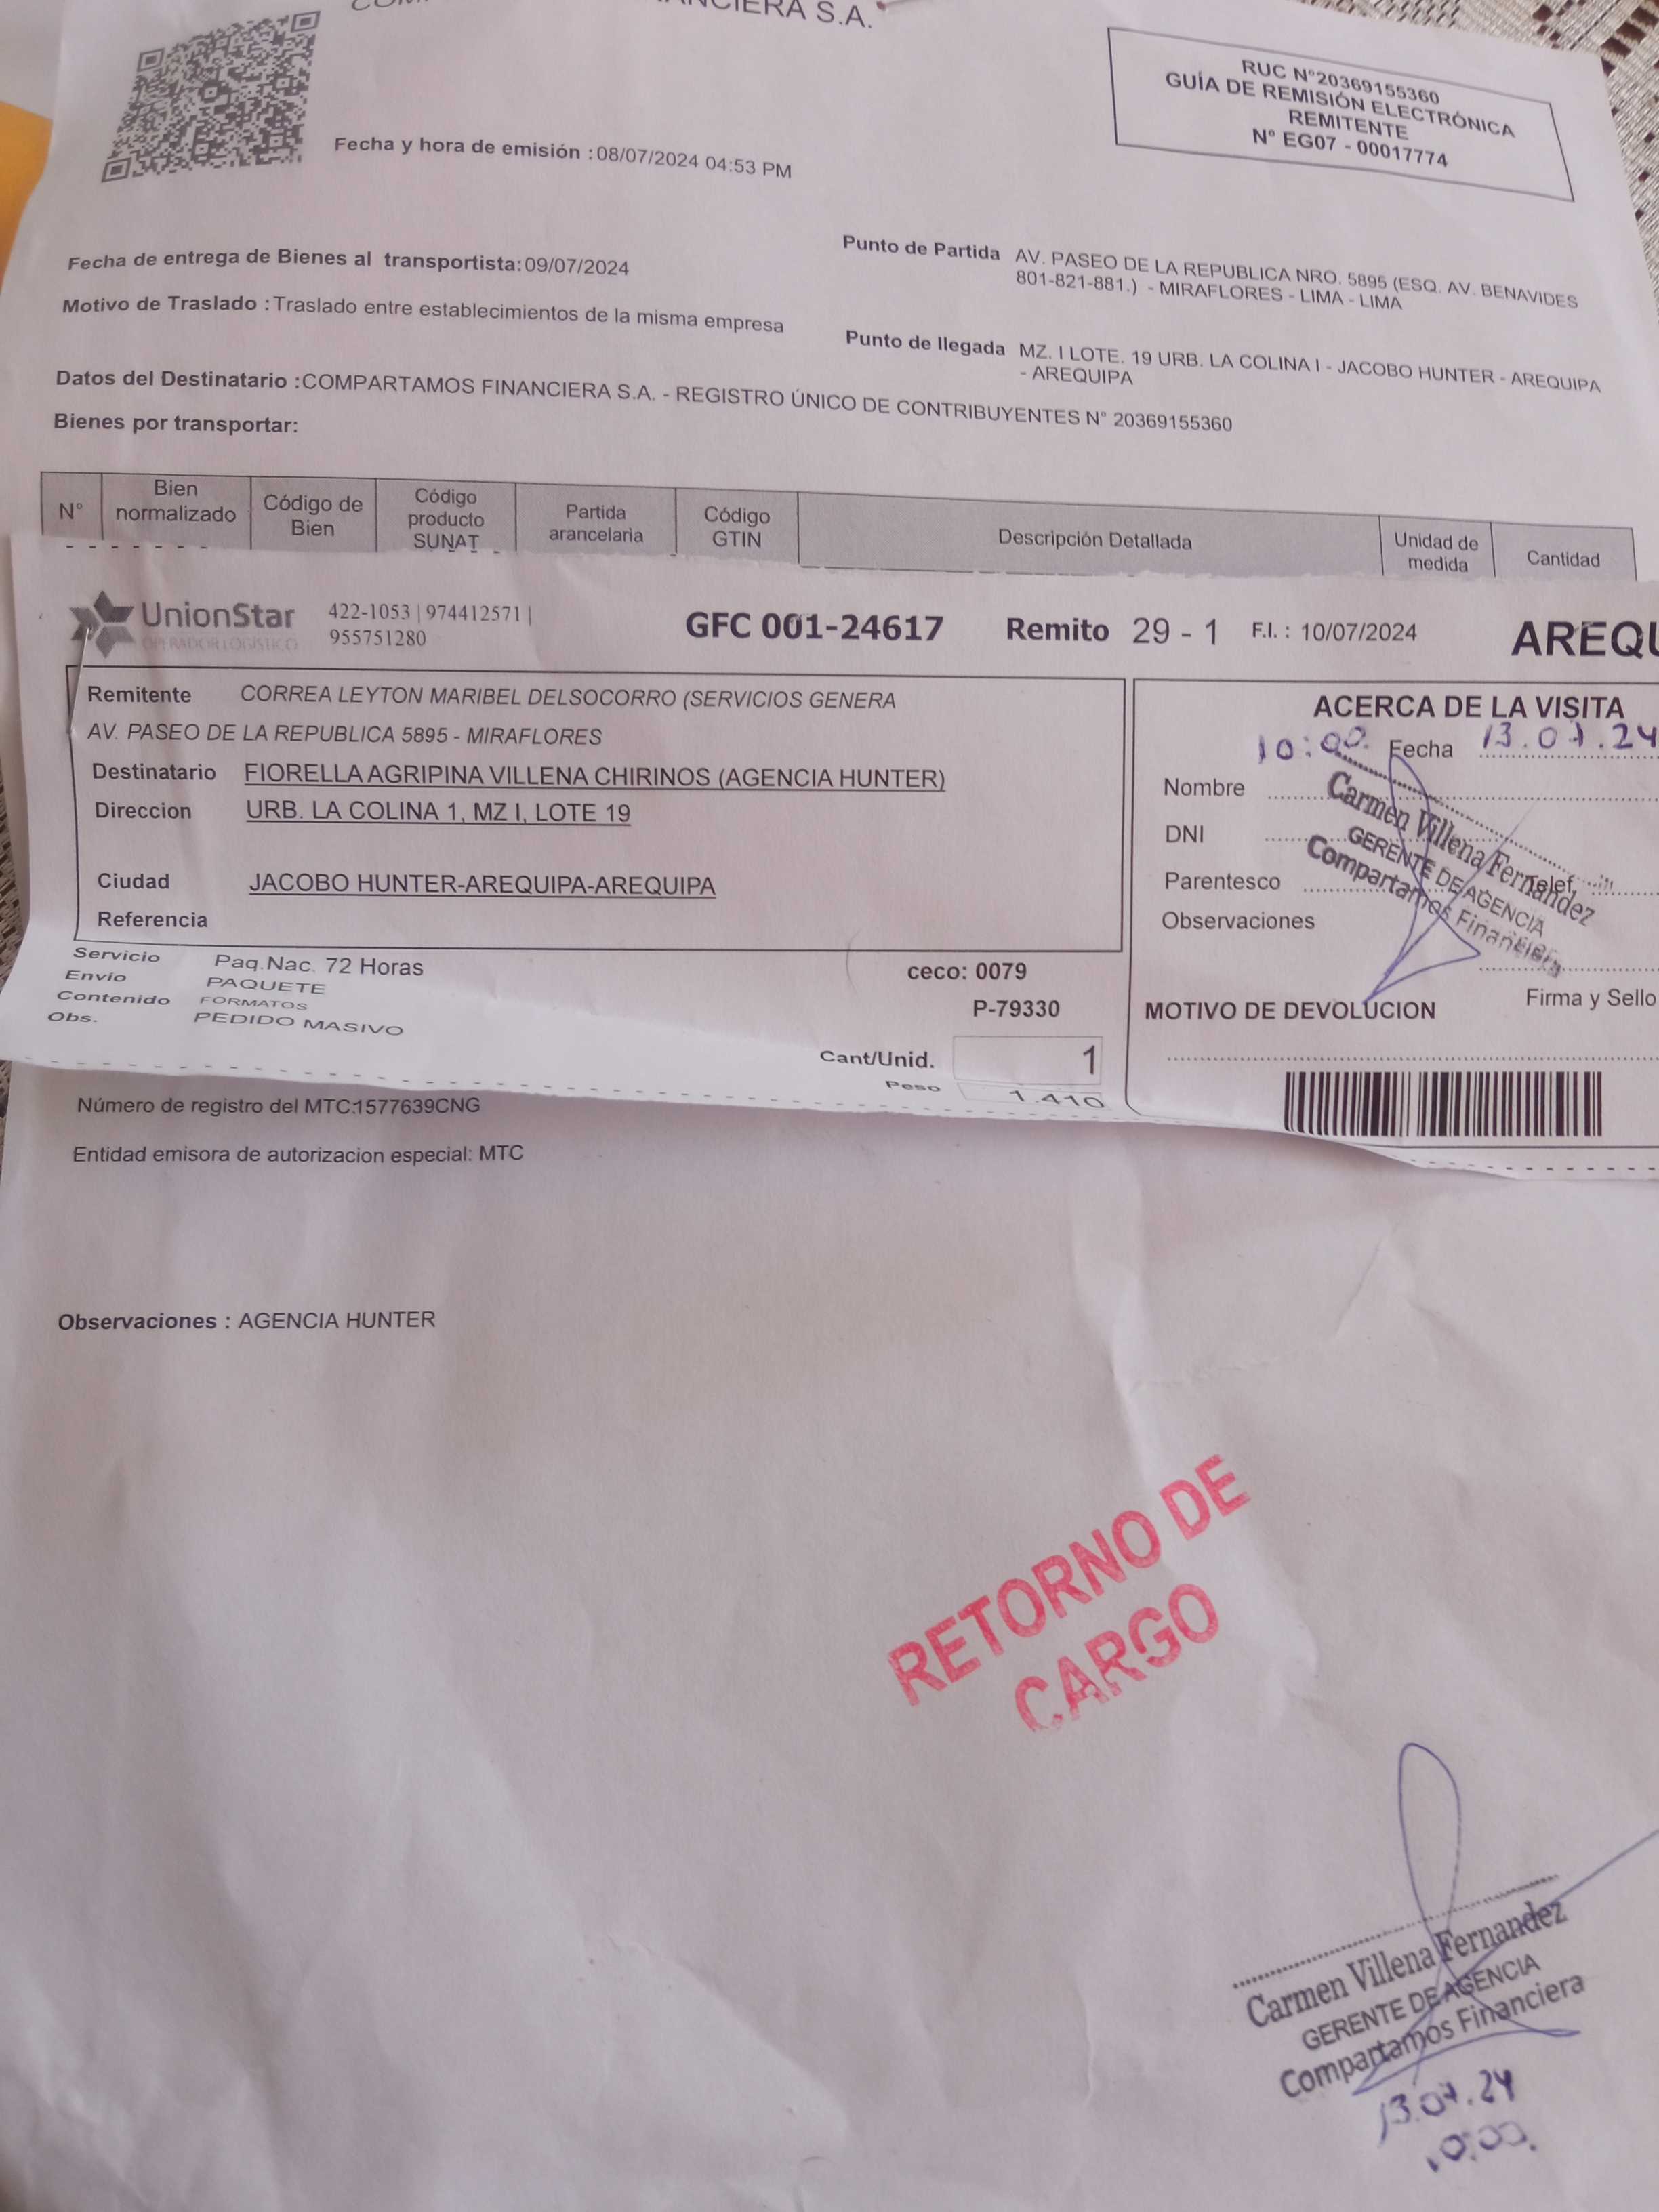 NCIERA S.A.
RUC N°20369155360
GUÍA DE REMISIÓN ELECTRÓNICA
REMITENTE
N° EG07 - 00017774
Fecha y hora de emisión : 08/07/2024 04:53 PM
Fecha de entrega de Bienes al transportista: 09/07/2024
Motivo de Traslado : Traslado entre establecimientos de la misma empresa
Punto de Partida AV. PASEO DE LA REPUBLICA NRO. 5895 (ESQ. AV. BENAVIDES
801-821-881.) - MIRAFLORES - LIMA - LIMA
Punto de llegada MZ. I LOTE. 19 URB. LA COLINA I - JACOBO HUNTER - AREQUIPA
- AREQUIPA
Datos del Destinatario : COMPARTAMOS FINANCIERA S.A. - REGISTRO ÚNICO DE CONTRIBUYENTES N° 20369155360
Bienes por transportar:
N° Bien normalizado Código de Bien Código producto SUNAT Partida arancelaria Código GTIN Descripción Detallada Unidad de medida Cantidad
UnionStar
OPERADOR LOGÍSTICO
422-1053 | 974412571 |
955751280
GFC 001-24617 Remito 29 - 1 F.I. : 10/07/2024 AREQU
Remitente CORREA LEYTON MARIBEL DELSOCORRO (SERVICIOS GENERA
AV. PASEO DE LA REPUBLICA 5895 - MIRAFLORES
Destinatario FIORELLA AGRIPINA VILLENA CHIRINOS (AGENCIA HUNTER)
Direccion URB. LA COLINA 1, MZ I, LOTE 19
Ciudad JACOBO HUNTER-AREQUIPA-AREQUIPA
Referencia
Servicio Paq.Nac. 72 Horas
Envío PAQUETE
Contenido FORMATOS
Obs. PEDIDO MASIVO
ceco: 0079
P-79330
Cant/Unid. 1
Peso 1.410
ACERCA DE LA VISITA
10:00 Fecha 13.07.24
Nombre
DNI
Parentesco Telef.
Observaciones
Carmen Villena Fernandez
GERENTE DE AGENCIA
Compartamos Financiera
Firma y Sello
MOTIVO DE DEVOLUCION
Número de registro del MTC:1577639CNG
Entidad emisora de autorizacion especial: MTC
Observaciones : AGENCIA HUNTER
RETORNO DE
CARGO
Carmen Villena Fernandez
GERENTE DE AGENCIA
Compartamos Financiera
13.07.24
10:00.